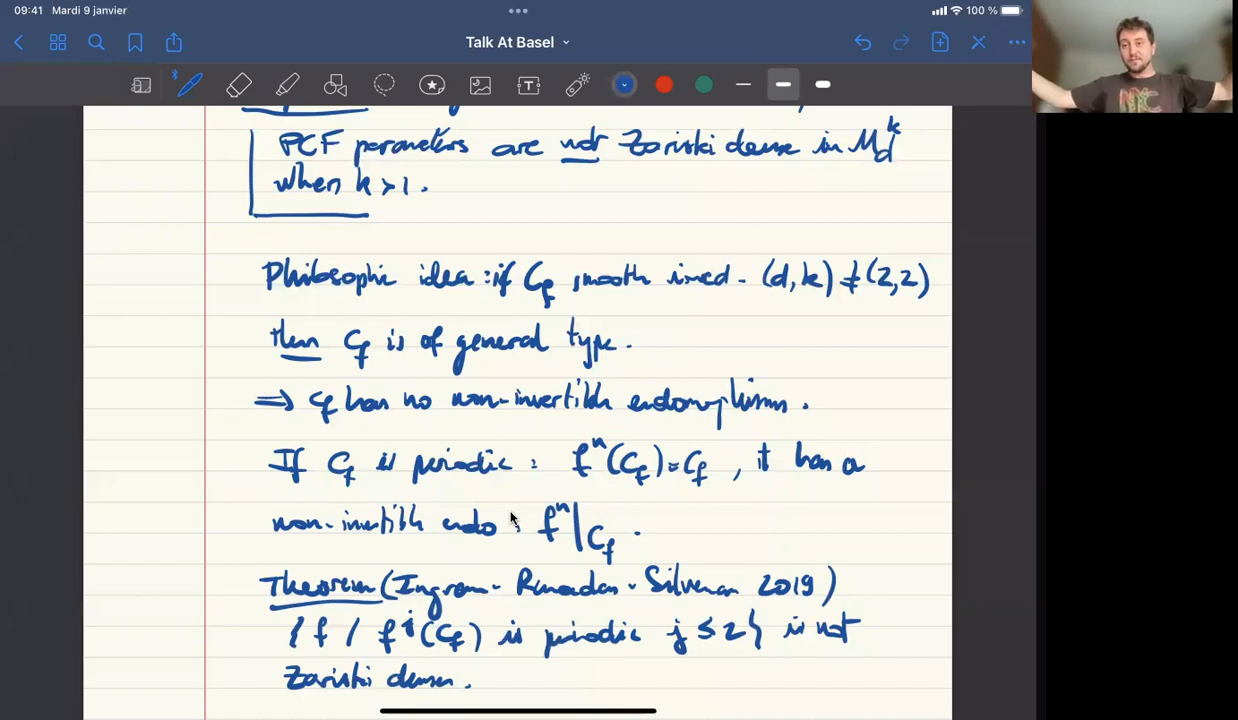 09:41 Mardi 9 janvier
100 %
Talk At Basel
PCF parameters are not Zariski dense in M_d^k
when k > 1.
Philosophic idea : if C_f smooth irred - (d, k) ≠ (2, 2)
then C_f is of general type.
⇒ C_f has no non-invertible endomorphisms.
If C_f is periodic : f^n(C_f) = C_f , it has a
non-invertible endo : f^n|_{C_f} .
Theorem (Ingram - Ramadas - Silverman 2019)
{ f / f^j(C_f) is periodic j ≤ 2 } is not
Zariski dense.
NYC